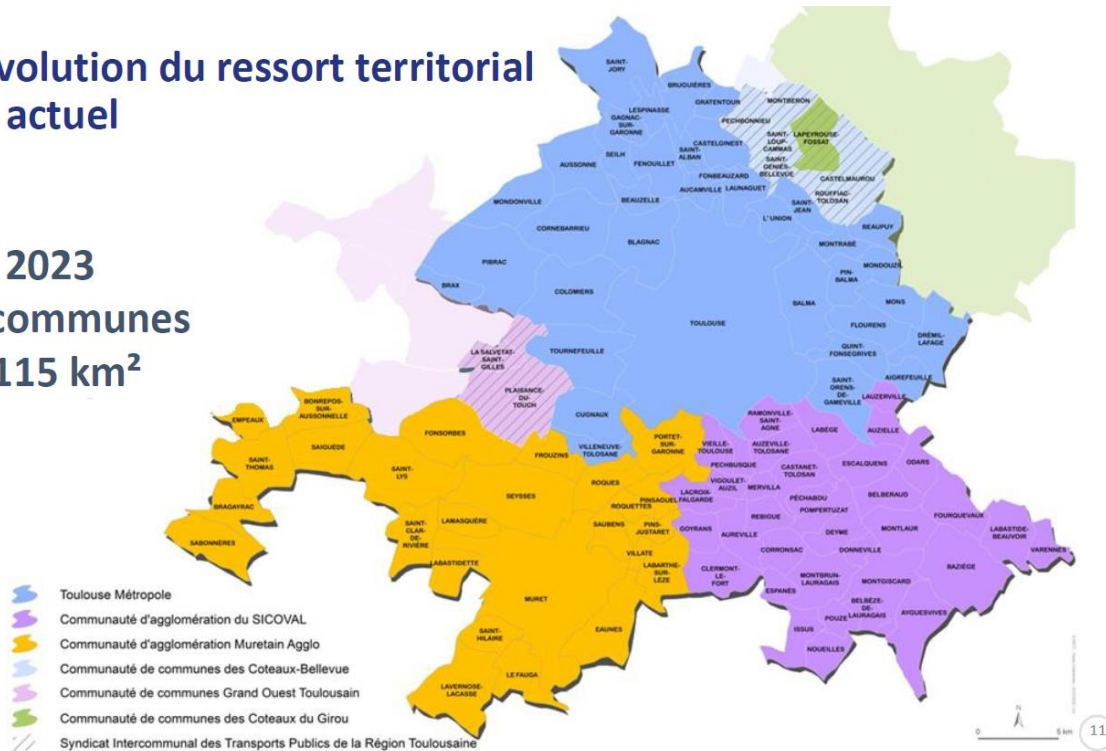 volution du ressort territorial
actuel
2023
communes
115 km²
SAINT-
JORY
BRUGUIÈRES
LESPINASSE
GRATENTOUR
MONTBERON
GAGNAC-
SUR-
GARONNE
PECHBONNIEU
SAINT-
LOUP-
CAMMAS
LAPEYROUSE-
FOSSAT
CASTELGINEST
SAINT-
ALBAN
SEILH
FENOUILLET
AUSSONNE
SAINT-
GENIÈS-
BELLEVUE
CASTELMAUROU
FONBEAUZARD
AUCAMVILLE
LAUNAGUET
ROUFFIAC-
TOLOSAN
MONDONVILLE
BEAUZELLE
SAINT-
JEAN
L'UNION
BEAUPUY
CORNEBARRIEU
BLAGNAC
MONTRABÉ
PIBRAC
MONDOUZIL
PIN-
BALMA
BRAX
COLOMIERS
BALMA
MONS
TOULOUSE
FLOURENS
DRÉMIL-
LAFAGE
LA SALVETAT-
SAINT-
GILLES
TOURNEFEUILLE
QUINT-
FONSEGRIVES
PLAISANCE-
DU-
TOUCH
SAINT-
ORENS-
DE-
GAMEVILLE
AIGREFEUILLE
LAUZERVILLE
BONREPOS-
SUR-
AUSSONNELLE
EMPEAUX
CUGNAUX
RAMONVILLE-
SAINT-
AGNE
LABÈGE
AUZIELLE
FONSORBES
SAIGUÈDE
VILLENEUVE-
TOLOSANE
PORTET-
SUR-
GARONNE
VIEILLE-
TOULOUSE
AUZEVILLE-
TOLOSANE
FROUZINS
SAINT-
THOMAS
SAINT-
LYS
PECHBUSQUE
CASTANET-
TOLOSAN
ESCALQUENS
ODARS
ROQUES
VIGOULET-
AUZIL
MERVILLA
SEYSSES
PINSAGUEL
LACROIX-
FALGARDE
PÉCHABOU
BELBERAUD
BRAGAYRAC
ROQUETTES
POMPERTUZAT
REBIGUE
FOURQUEVAUX
SAINT-
CLAR-
DE-
RIVIÈRE
LAMASQUÈRE
SAUBENS
PINS-
JUSTARET
GOYRANS
AUREVILLE
DEYME
MONTLAUR
LABASTIDE-
BEAUVOIR
SABONNÈRES
VILLATE
CORRONSAC
DONNEVILLE
VARENNES
LABASTIDETTE
LABARTHE-
SUR-
LÈZE
CLERMONT-
LE-
FORT
BAZIÈGE
MONTBRUN-
LAURAGAIS
MONTGISCARD
ESPANÈS
MURET
BELBÈZE-
DE-
LAURAGAIS
POUZE
AYGUESVIVES
SAINT-
HILAIRE
EAUNES
ISSUS
NOUEILLES
LE FAUGA
LAVERNOSE-
LACASSE
Toulouse Métropole
Communauté d'agglomération du SICOVAL
Communauté d'agglomération Muretain Agglo
Communauté de communes des Coteaux-Bellevue
Communauté de communes Grand Ouest Toulousain
Communauté de communes des Coteaux du Girou
Syndicat Intercommunal des Transports Publics de la Région Toulousaine
N
0 5 km
11